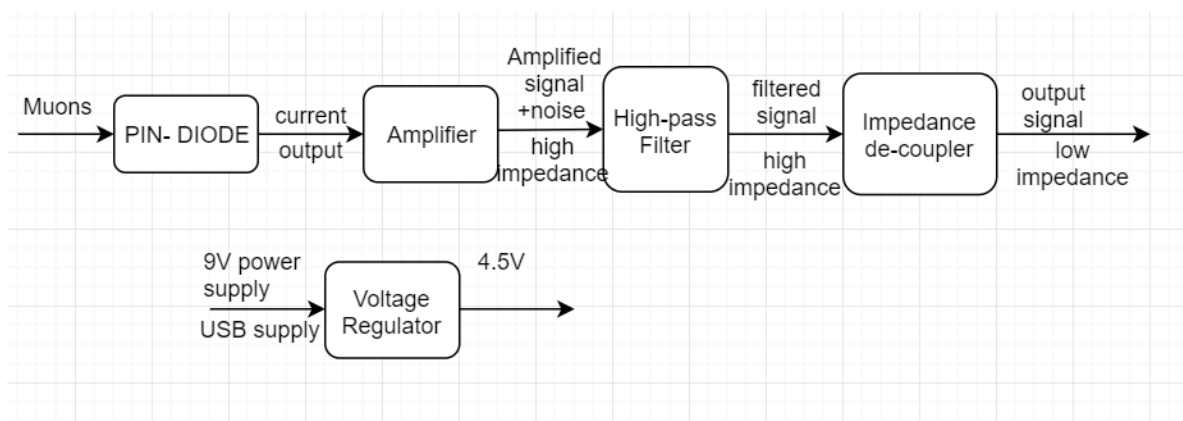 Muons
PIN- DIODE
current
output
Amplifier
Amplified
signal
+noise
high
impedance
High-pass
Filter
filtered
signal
high
impedance
Impedance
de-coupler
output
signal
low
impedance
9V power
supply
USB supply
Voltage
Regulator
4.5V